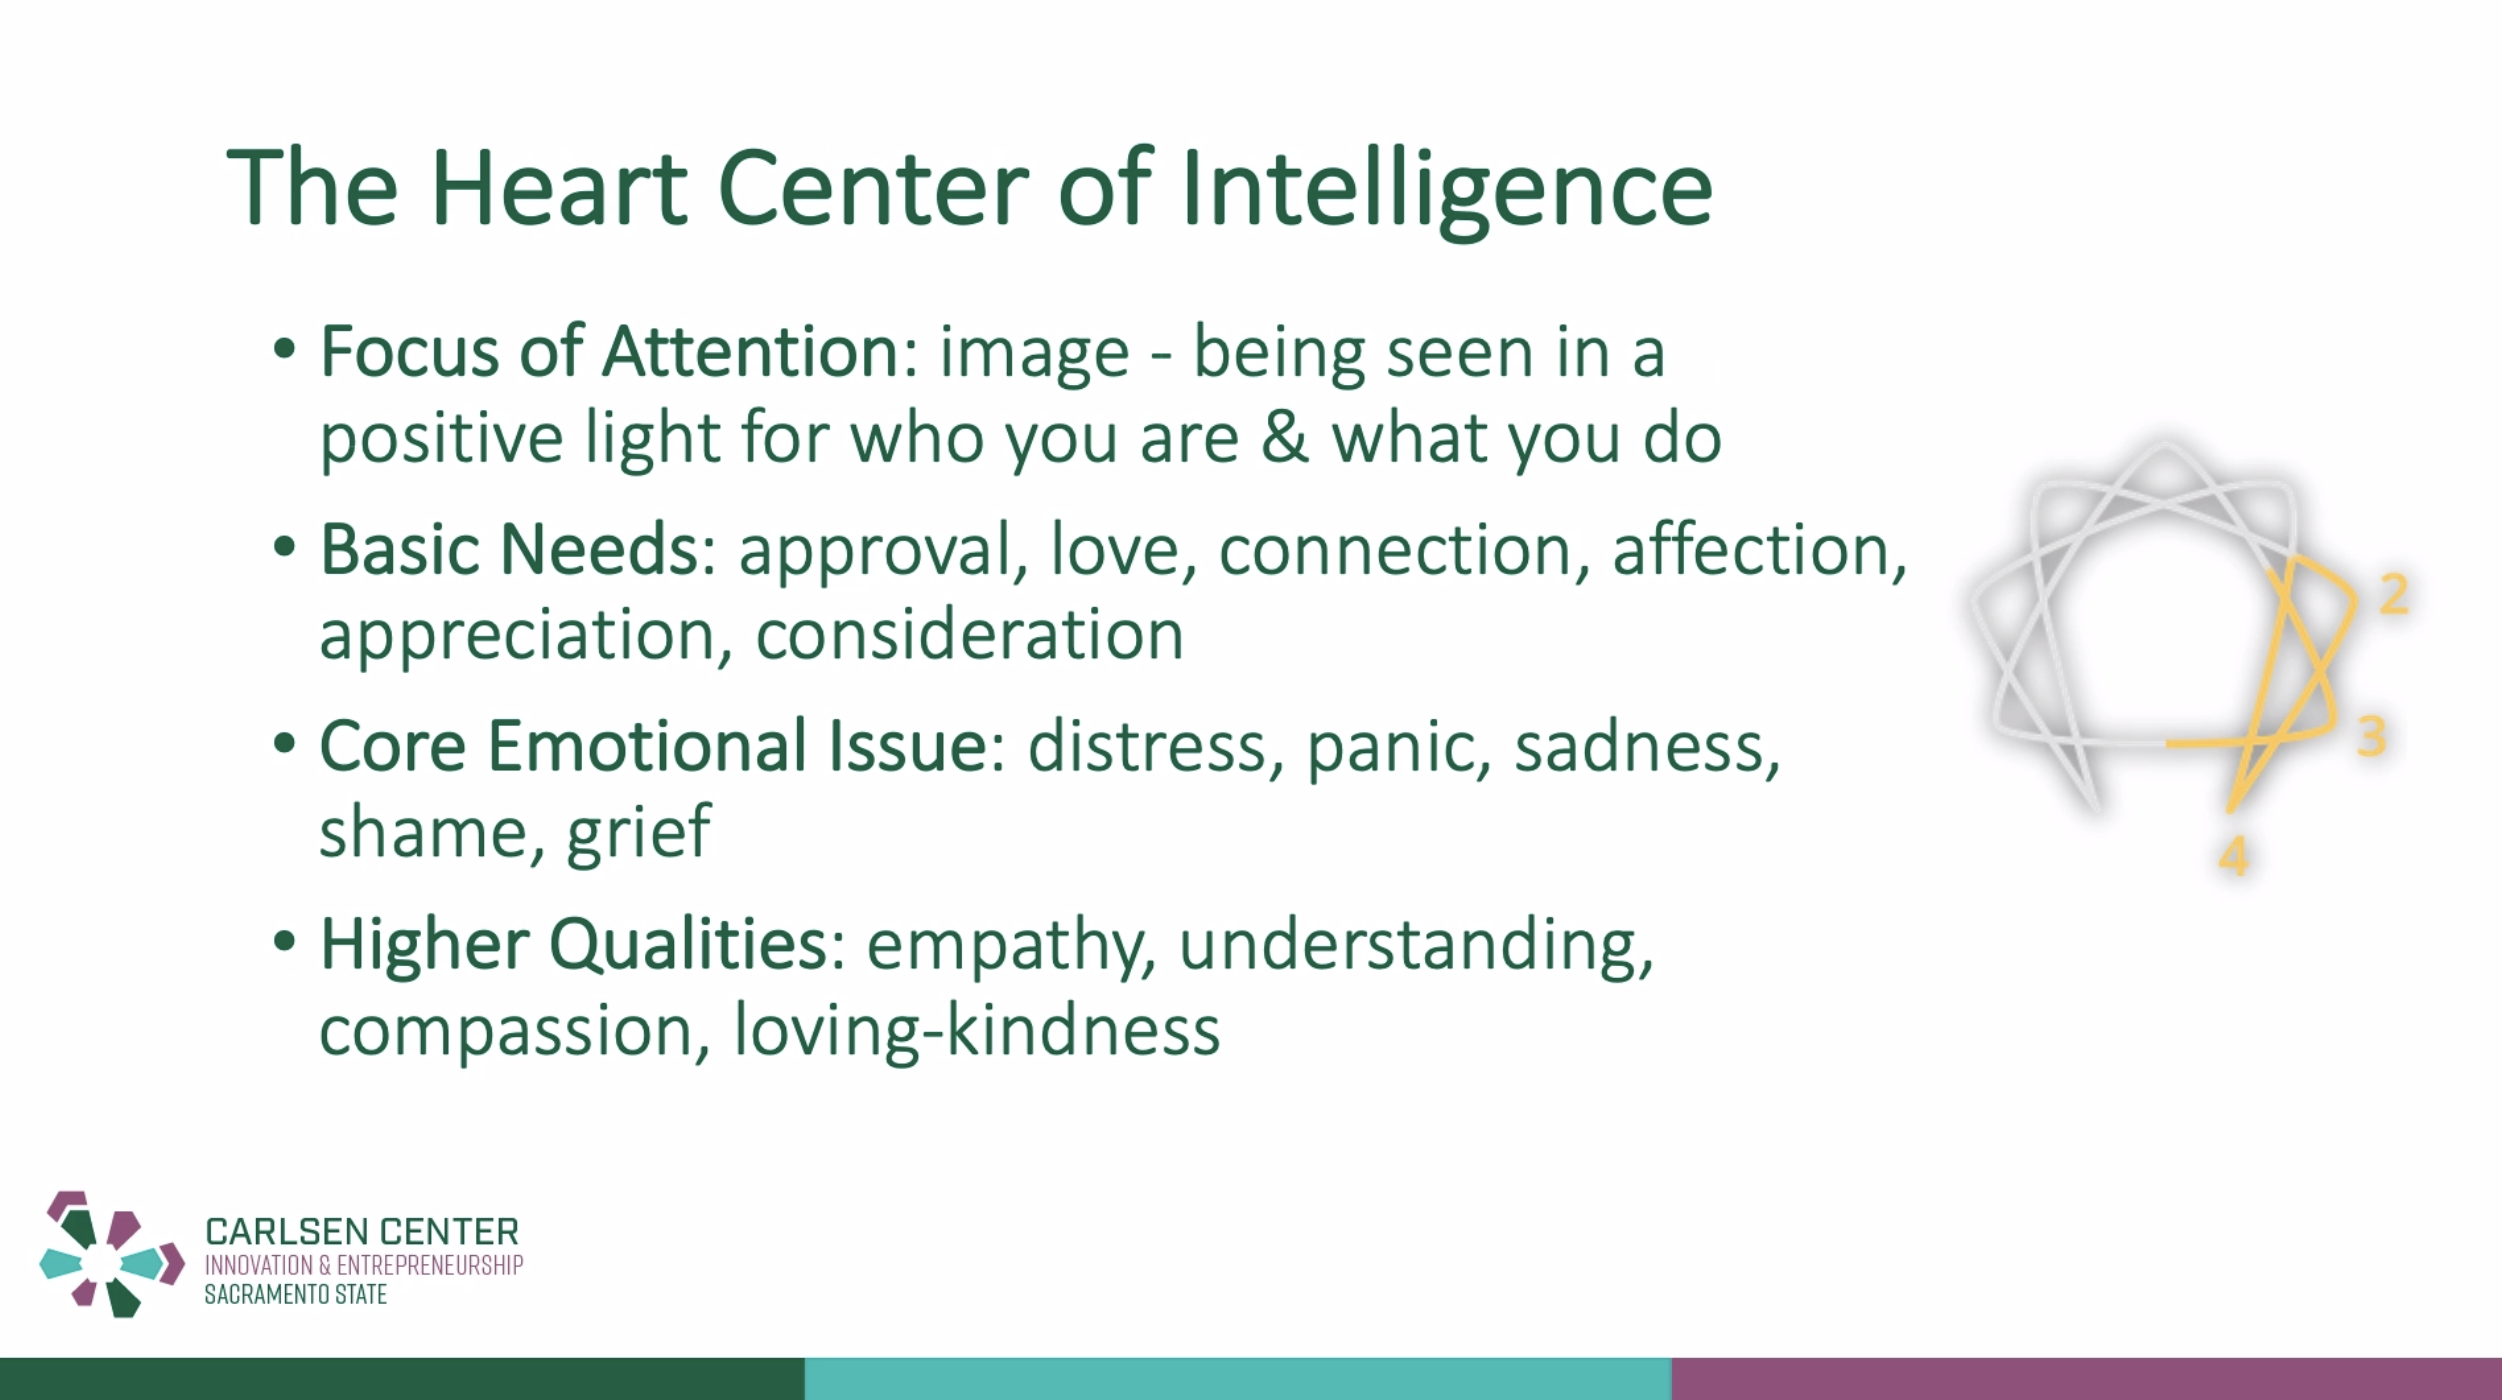 The Heart Center of Intelligence
• Focus of Attention: image - being seen in a
positive light for who you are & what you do
• Basic Needs: approval, love, connection, affection,
appreciation, consideration
• Core Emotional Issue: distress, panic, sadness,
shame, grief
• Higher Qualities: empathy, understanding,
compassion, loving-kindness
2
3
4
CARLSEN CENTER
INNOVATION & ENTREPRENEURSHIP
SACRAMENTO STATE